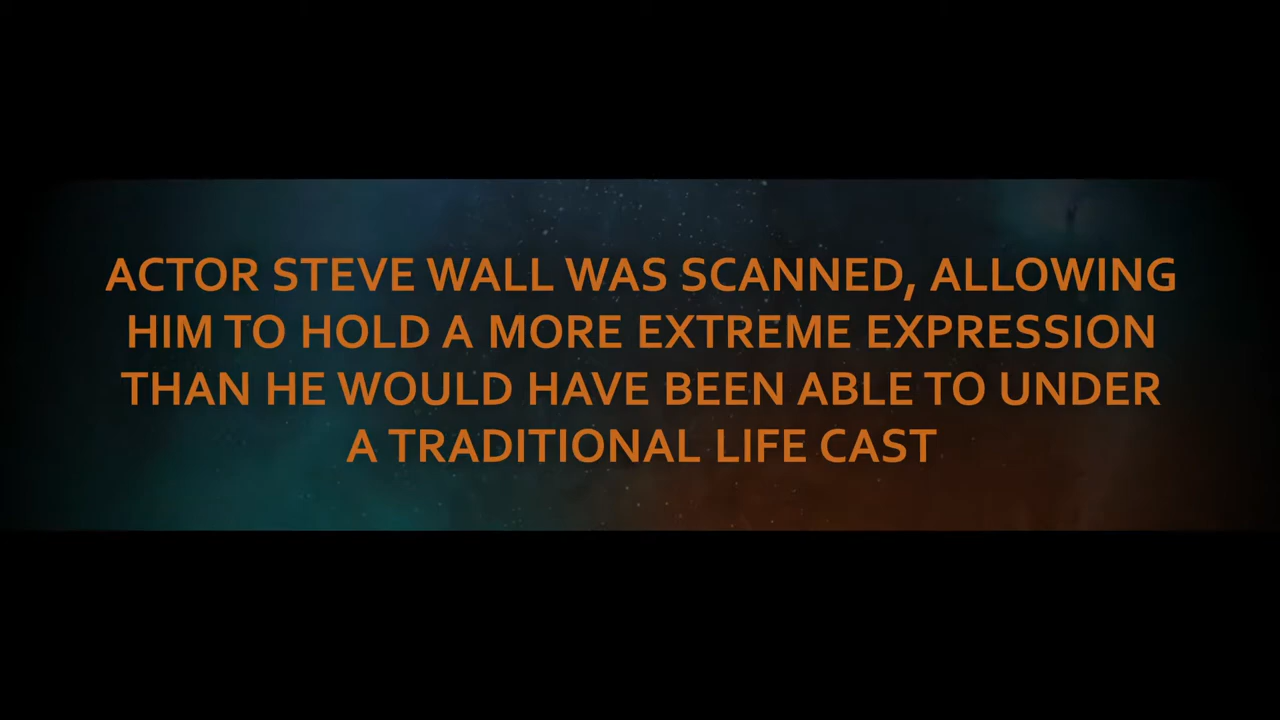 ACTOR STEVE WALL WAS SCANNED, ALLOWING
HIM TO HOLD A MORE EXTREME EXPRESSION
THAN HE WOULD HAVE BEEN ABLE TO UNDER
A TRADITIONAL LIFE CAST